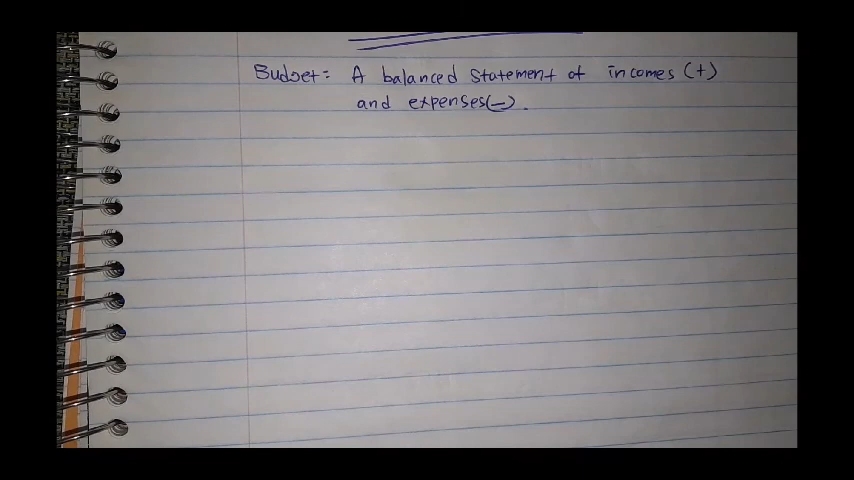 Budget: A balanced statement of incomes (+)
and expenses(-).